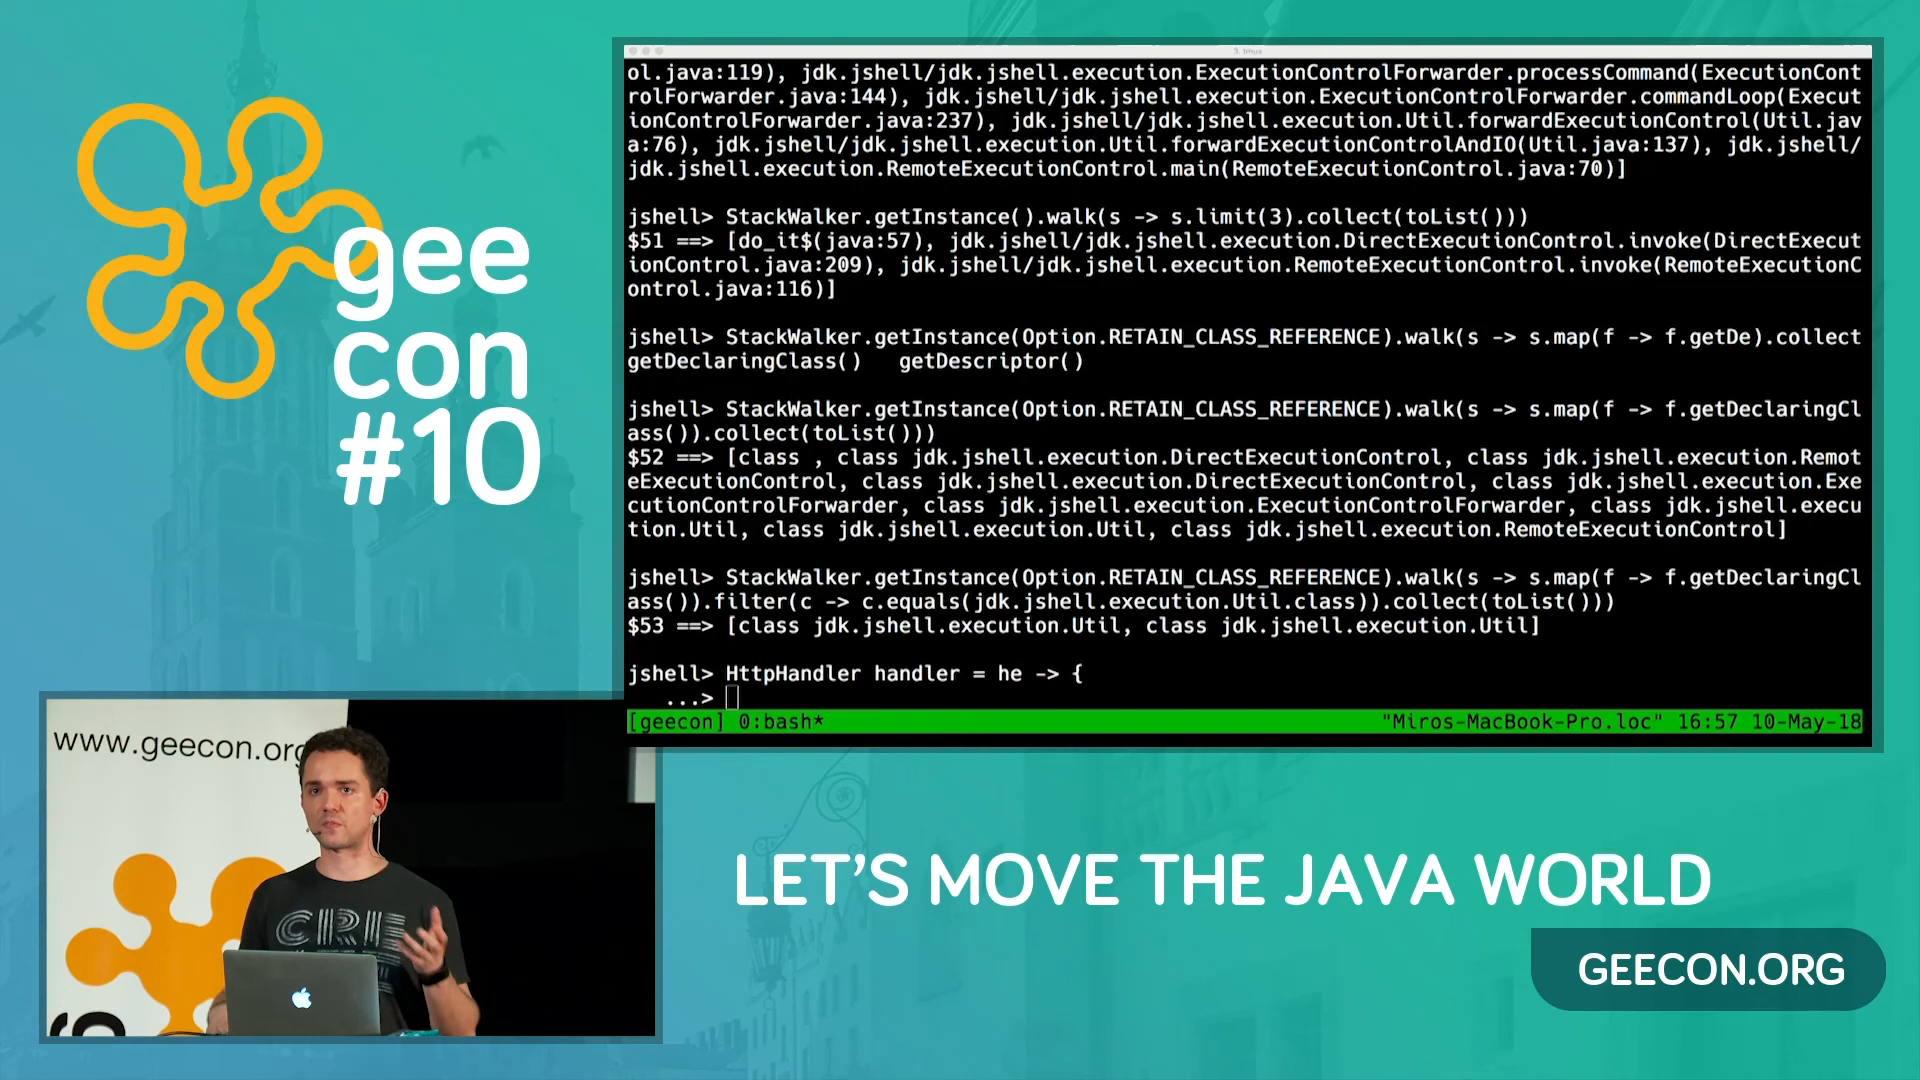 gee
con
#10
3. tmux
ol.java:119), jdk.jshell/jdk.jshell.execution.ExecutionControlForwarder.processCommand(ExecutionCont
rolForwarder.java:144), jdk.jshell/jdk.jshell.execution.ExecutionControlForwarder.commandLoop(Execut
ionControlForwarder.java:237), jdk.jshell/jdk.jshell.execution.Util.forwardExecutionControl(Util.jav
a:76), jdk.jshell/jdk.jshell.execution.Util.forwardExecutionControlAndIO(Util.java:137), jdk.jshell/
jdk.jshell.execution.RemoteExecutionControl.main(RemoteExecutionControl.java:70)]
jshell> StackWalker.getInstance().walk(s -> s.limit(3).collect(toList()))
$51 ==> [do_it$(java:57), jdk.jshell/jdk.jshell.execution.DirectExecutionControl.invoke(DirectExecut
ionControl.java:209), jdk.jshell/jdk.jshell.execution.RemoteExecutionControl.invoke(RemoteExecutionC
ontrol.java:116)]
jshell> StackWalker.getInstance(Option.RETAIN_CLASS_REFERENCE).walk(s -> s.map(f -> f.getDe).collect
getDeclaringClass()   getDescriptor()
jshell> StackWalker.getInstance(Option.RETAIN_CLASS_REFERENCE).walk(s -> s.map(f -> f.getDeclaringCl
ass()).collect(toList()))
$52 ==> [class , class jdk.jshell.execution.DirectExecutionControl, class jdk.jshell.execution.Remot
eExecutionControl, class jdk.jshell.execution.DirectExecutionControl, class jdk.jshell.execution.Exe
cutionControlForwarder, class jdk.jshell.execution.ExecutionControlForwarder, class jdk.jshell.execu
tion.Util, class jdk.jshell.execution.Util, class jdk.jshell.execution.RemoteExecutionControl]
jshell> StackWalker.getInstance(Option.RETAIN_CLASS_REFERENCE).walk(s -> s.map(f -> f.getDeclaringCl
ass()).filter(c -> c.equals(jdk.jshell.execution.Util.class)).collect(toList()))
$53 ==> [class jdk.jshell.execution.Util, class jdk.jshell.execution.Util]
jshell> HttpHandler handler = he -> {
...>
[geecon] 0:bash* "Miros-MacBook-Pro.loc" 16:57 10-May-18
www.geecon.org
LET'S MOVE THE JAVA WORLD
GEECON.ORG